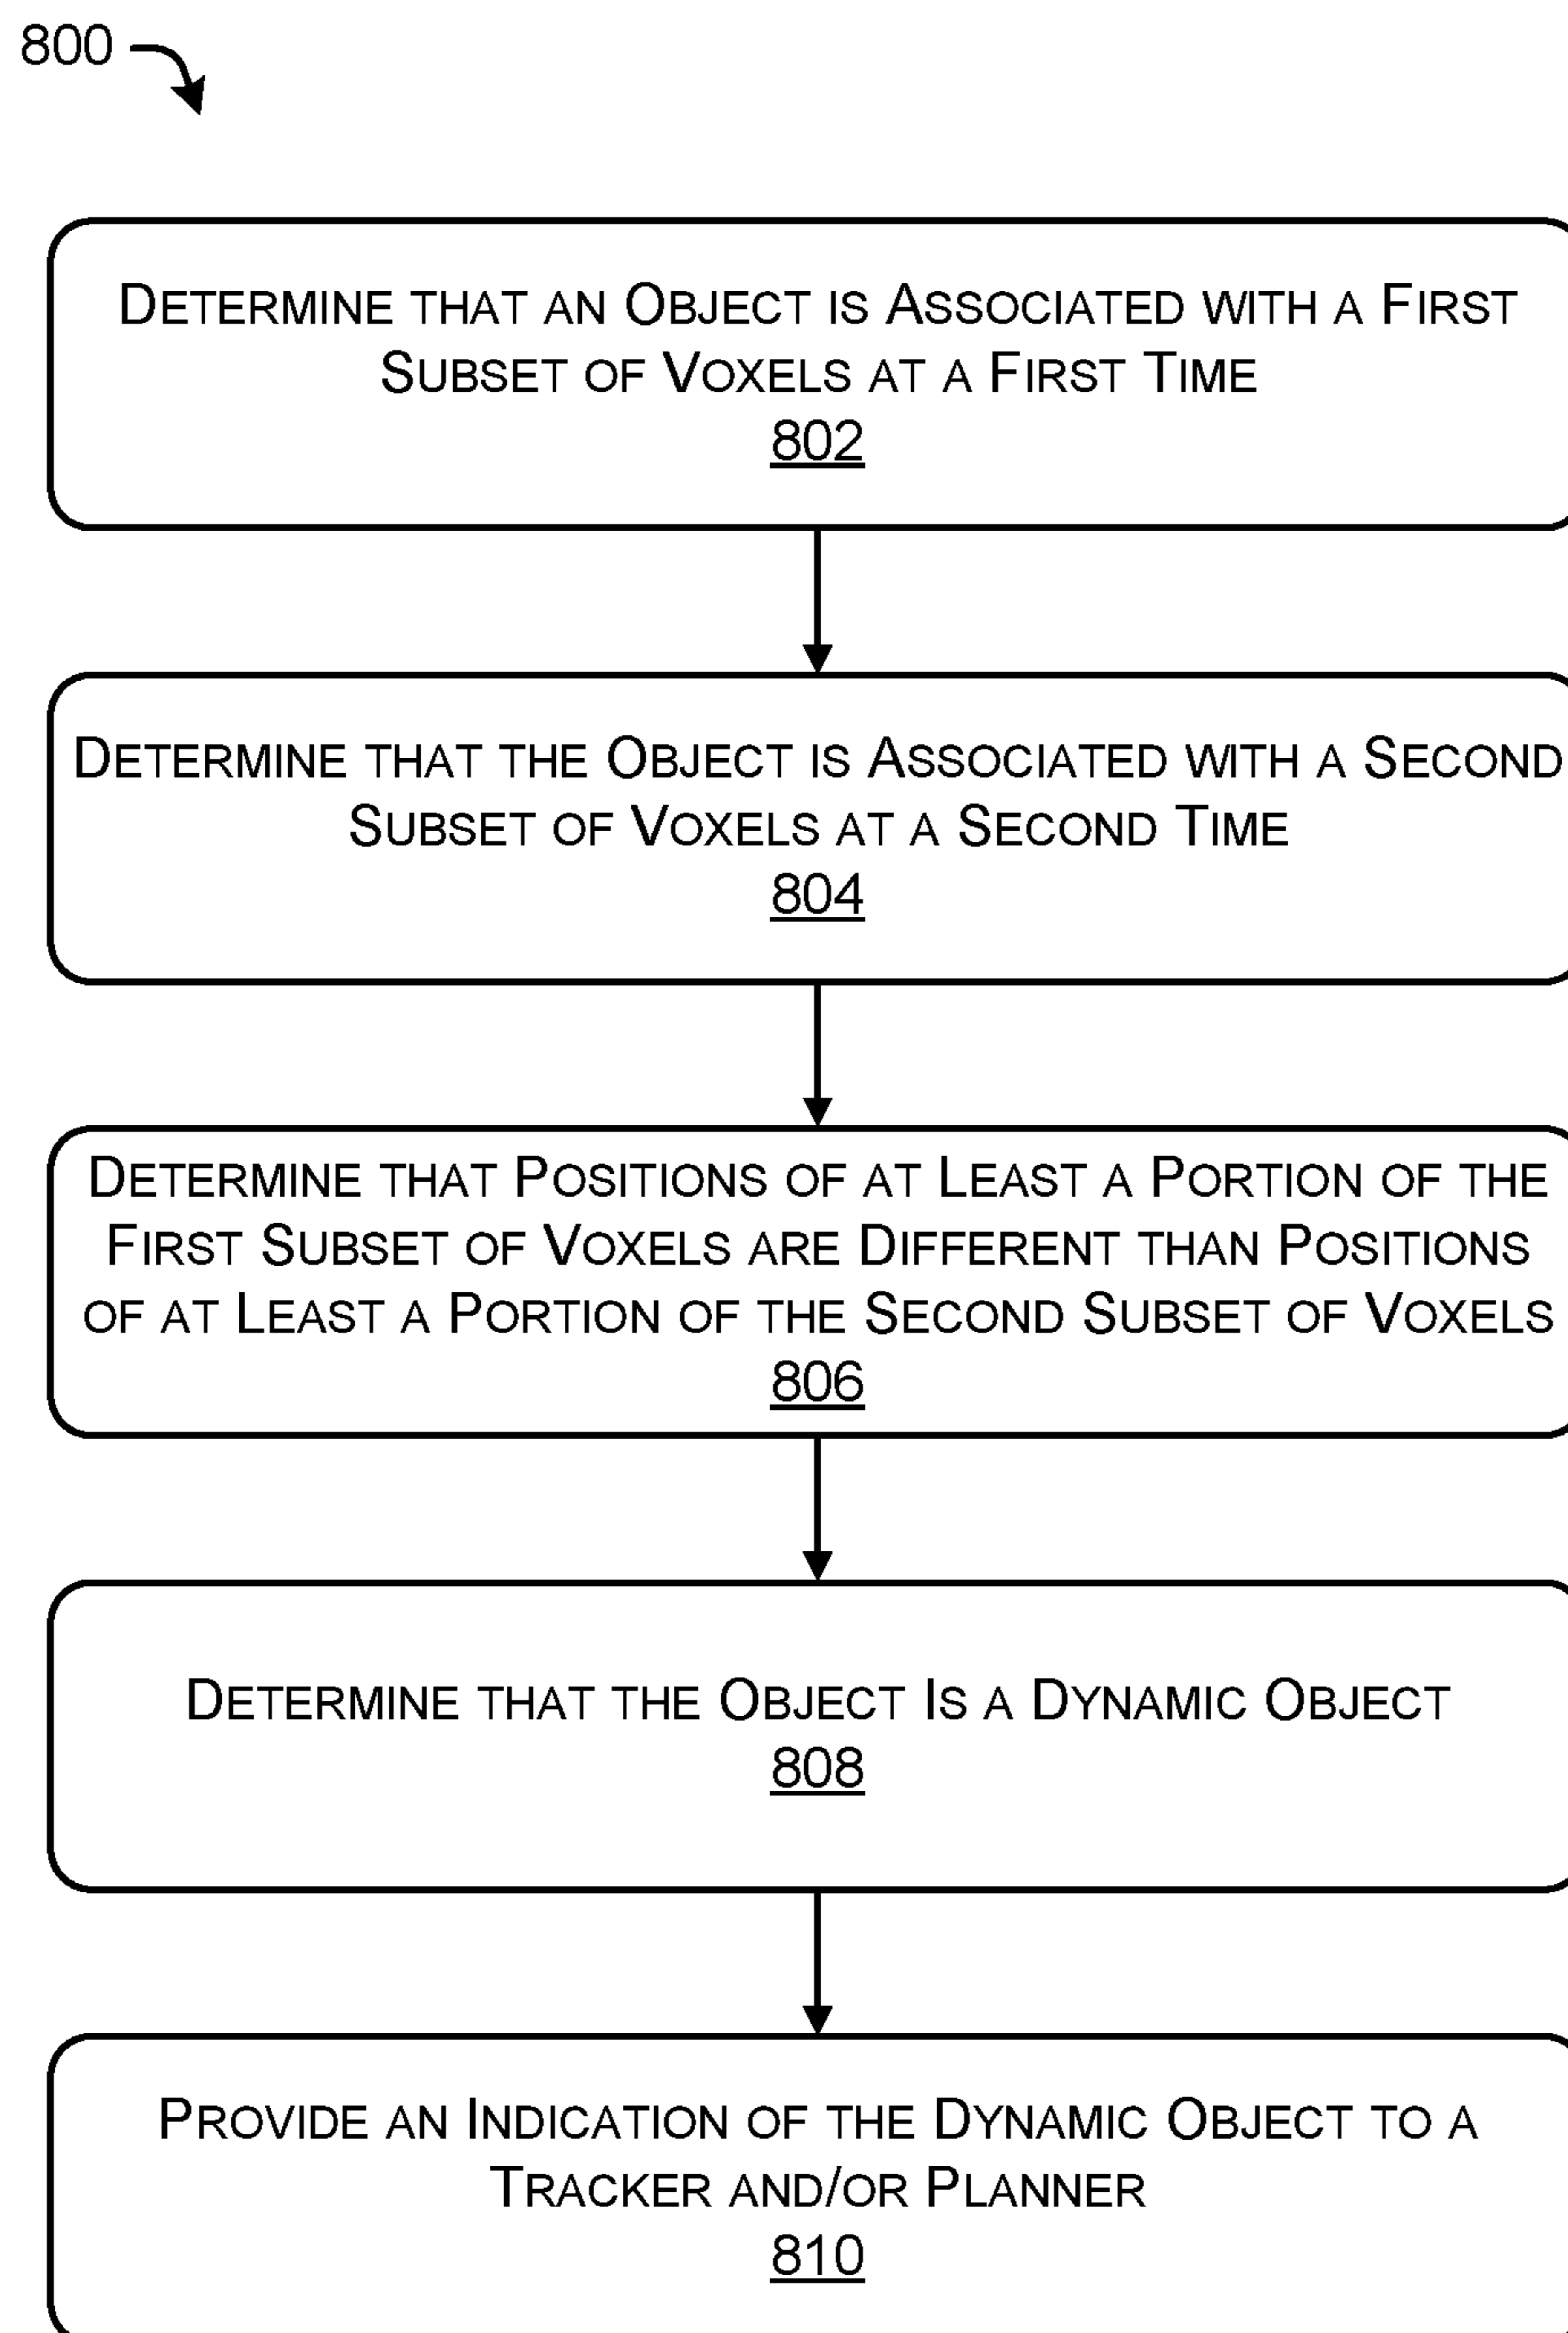 800
DETERMINE THAT AN OBJECT IS ASSOCIATED WITH A FIRST
SUBSET OF VOXELS AT A FIRST TIME
802
DETERMINE THAT THE OBJECT IS ASSOCIATED WITH A SECOND
SUBSET OF VOXELS AT A SECOND TIME
804
DETERMINE THAT POSITIONS OF AT LEAST A PORTION OF THE
FIRST SUBSET OF VOXELS ARE DIFFERENT THAN POSITIONS
OF AT LEAST A PORTION OF THE SECOND SUBSET OF VOXELS
806
DETERMINE THAT THE OBJECT IS A DYNAMIC OBJECT
808
PROVIDE AN INDICATION OF THE DYNAMIC OBJECT TO A
TRACKER AND/OR PLANNER
810